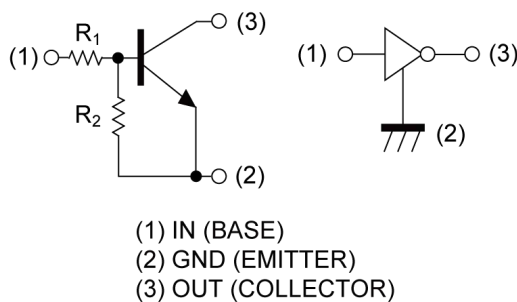 R1
(1)
(3)
R2
(2)
(1)
(3)
(2)
(1) IN (BASE)
(2) GND (EMITTER)
(3) OUT (COLLECTOR)